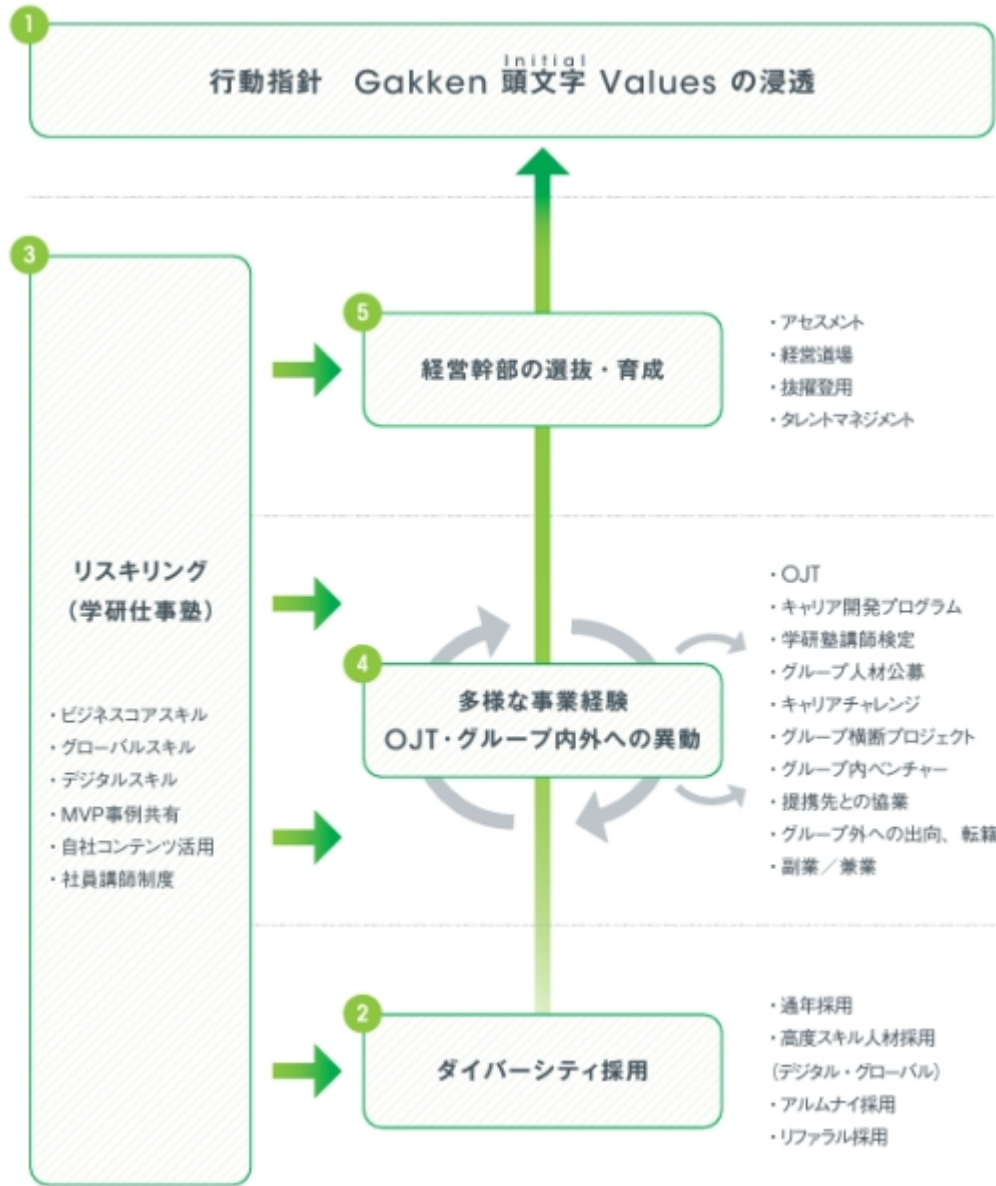 1
Initial
行動指針 Gakken 頭文字 Values の浸透
3
リスキリング
(学研仕事塾)
・ビジネスコアスキル
・グローバルスキル
・デジタルスキル
・MVP事例共有
・自社コンテンツ活用
・社員講師制度
5
経営幹部の選抜・育成
・アセスメント
・経営道場
・抜擢登用
・タレントマネジメント
4
多様な事業経験
OJT・グループ内外への異動
・OJT
・キャリア開発プログラム
・学研塾講師検定
・グループ人材公募
・キャリアチャレンジ
・グループ横断プロジェクト
・グループ内ベンチャー
・提携先との協業
・グループ外への出向、転籍
・副業／兼業
2
ダイバーシティ採用
・通年採用
・高度スキル人材採用
(デジタル・グローバル)
・アルムナイ採用
・リファラル採用